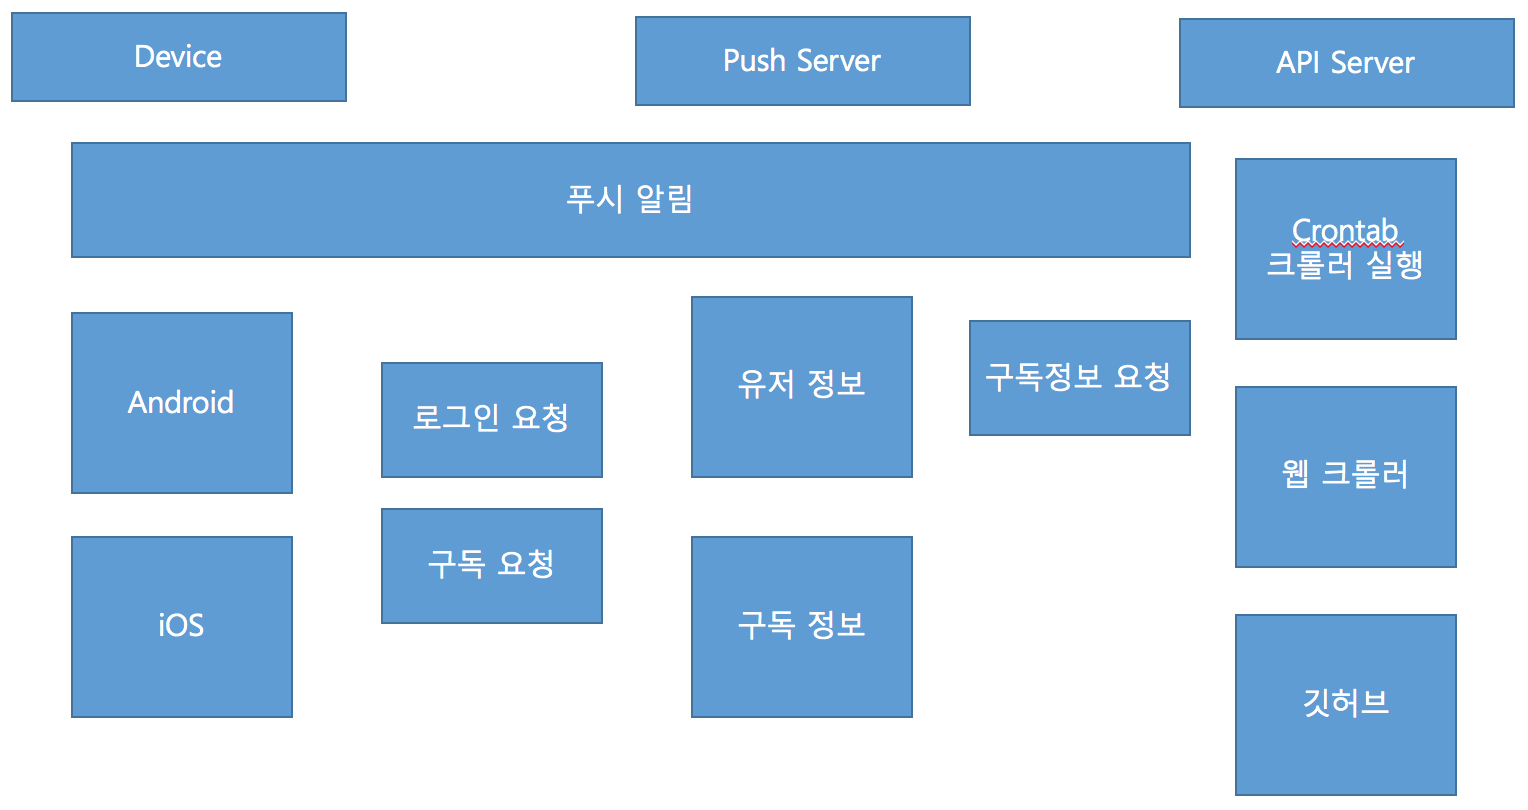 Device
Push Server
API Server
푸시 알림
Crontab
크롤러 실행
Android
로그인 요청
유저 정보
구독정보 요청
웹 크롤러
구독 요청
iOS
구독 정보
깃허브